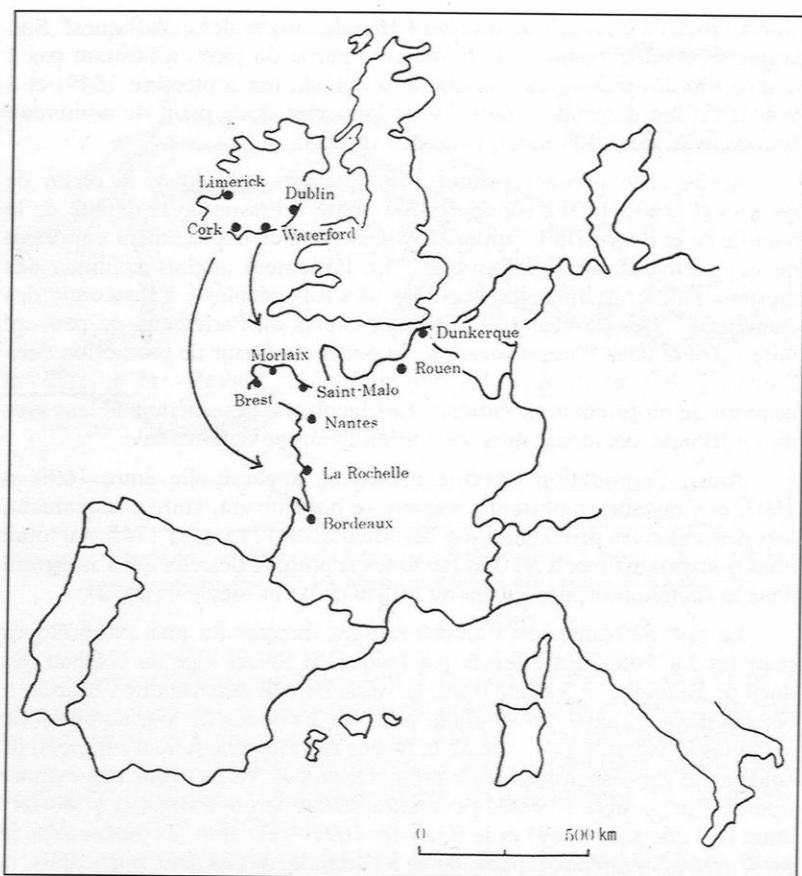 Limerick
Dublin
Cork
Waterford
Dunkerque
Morlaix
Rouen
Saint-Malo
Brest
Nantes
La Rochelle
Bordeaux
0 500 km